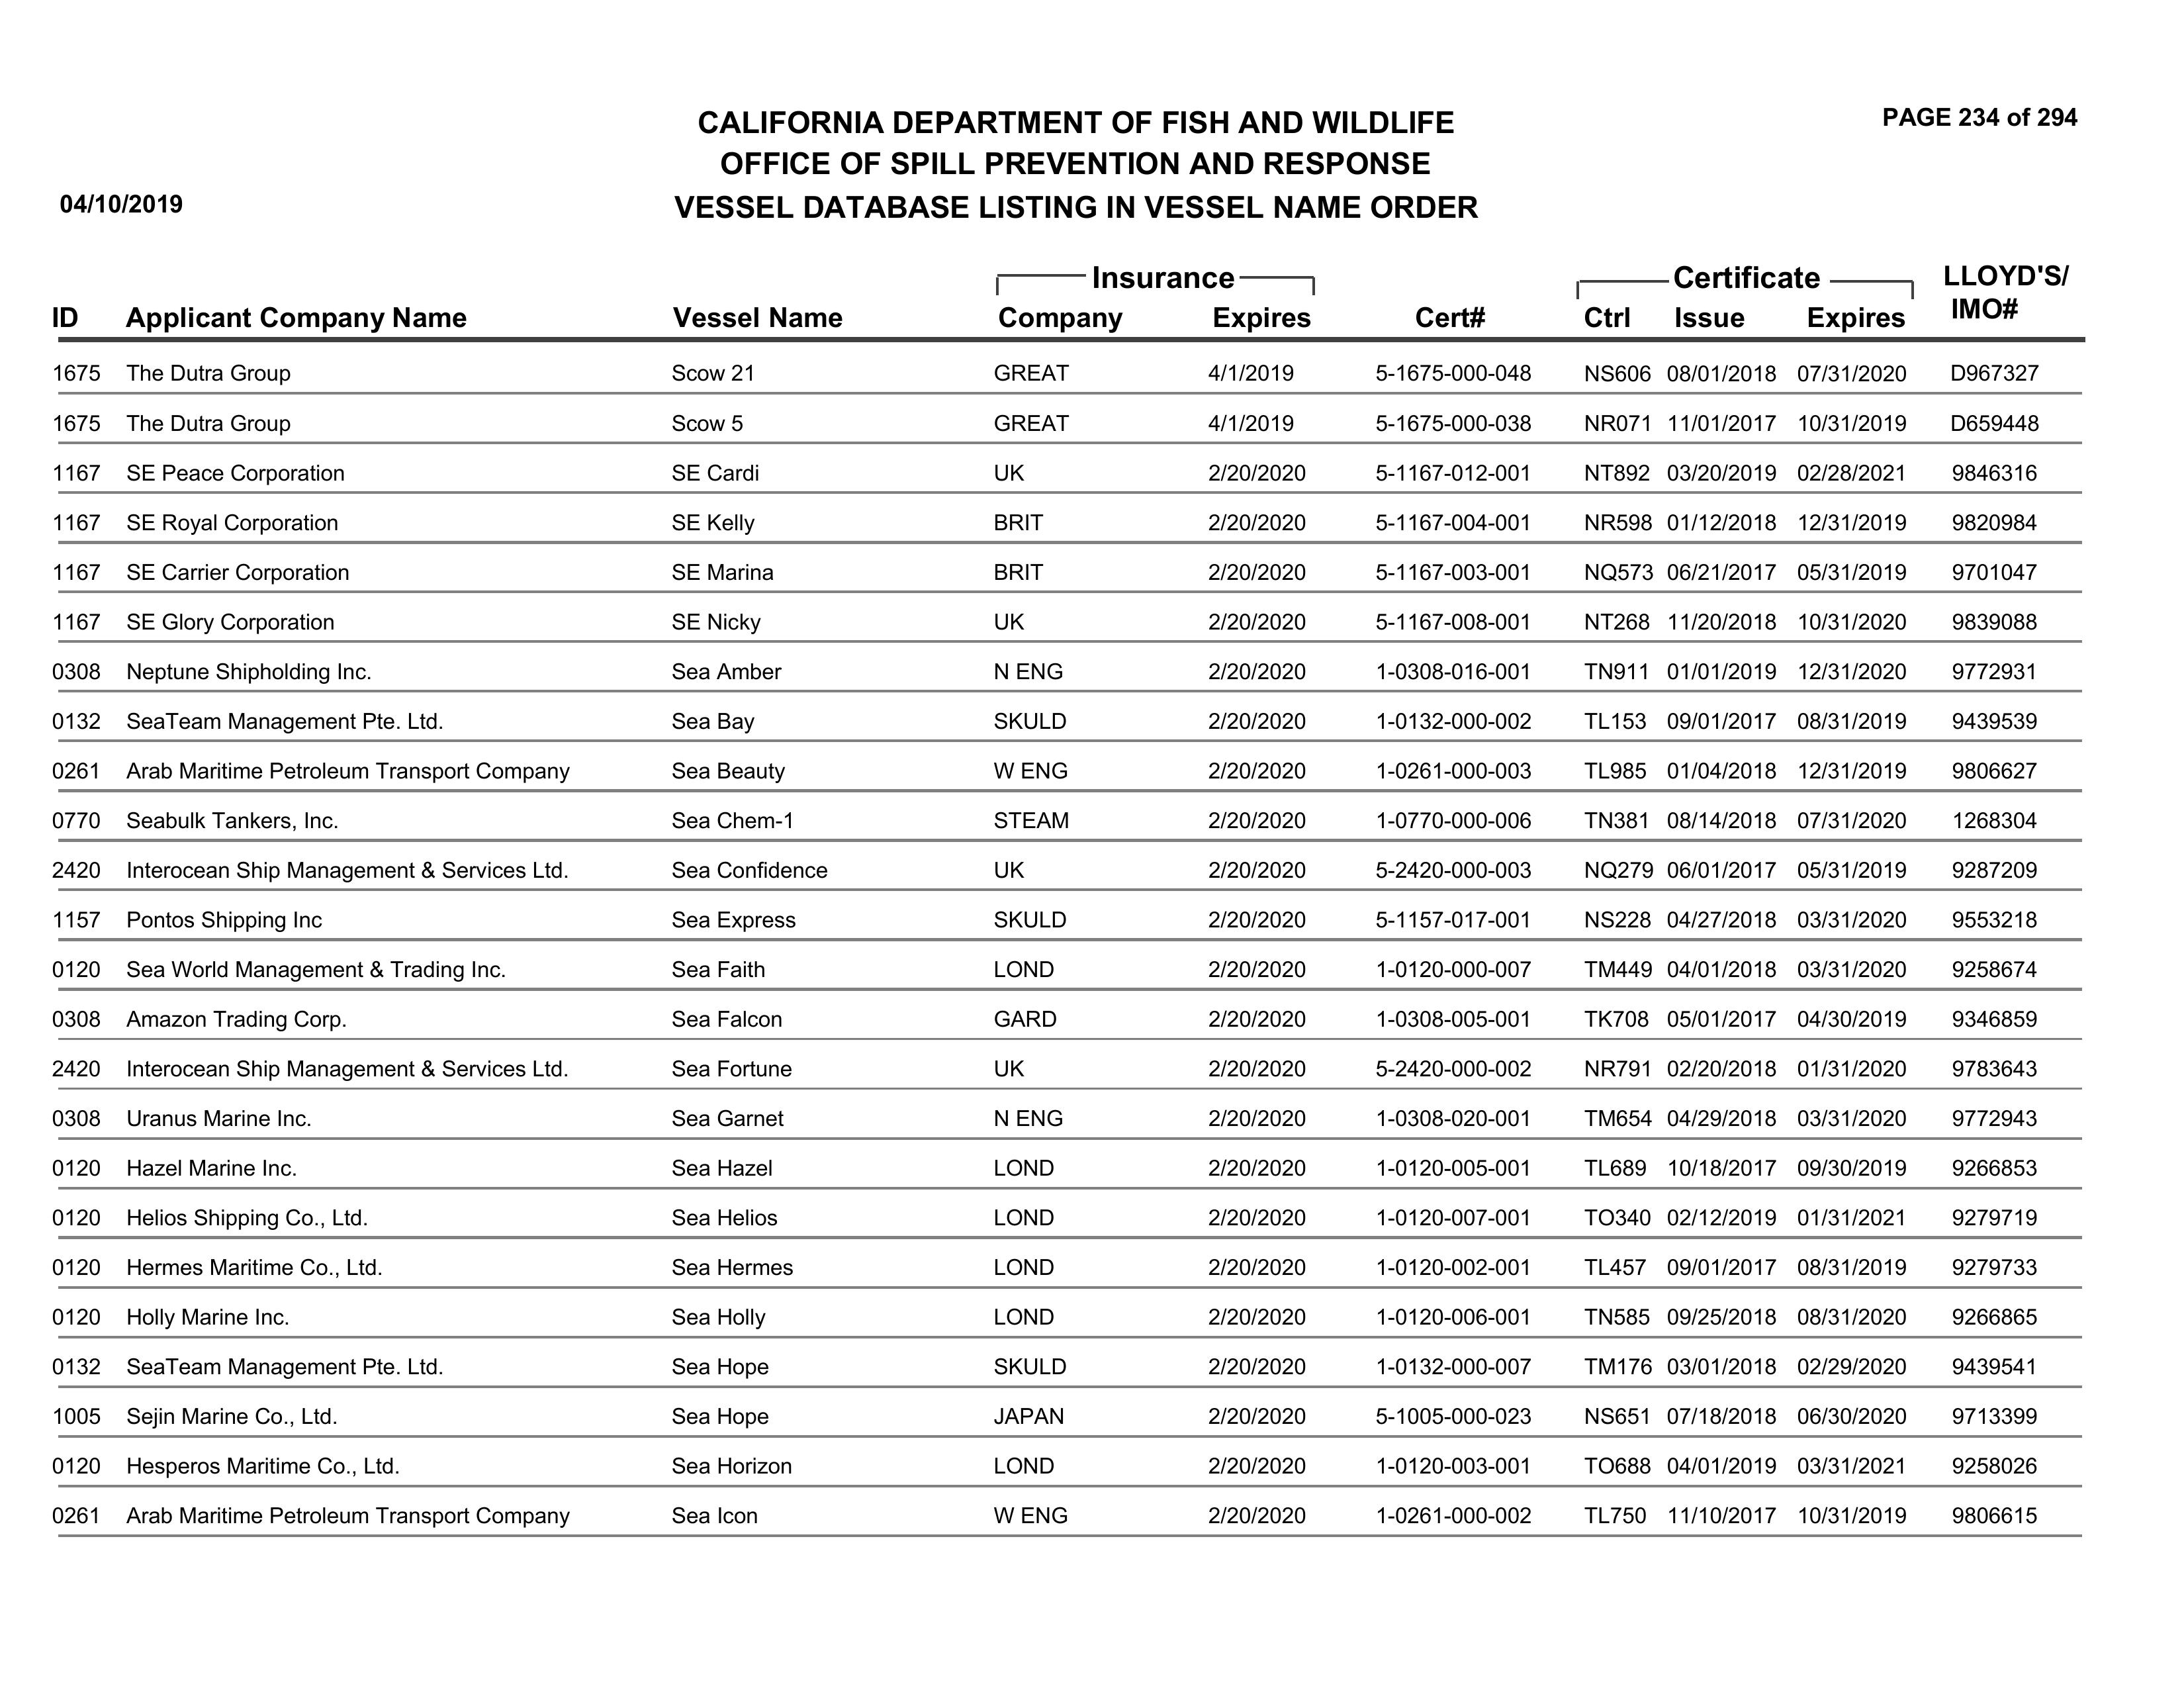 CALIFORNIA DEPARTMENT OF FISH AND WILDLIFE
PAGE 234 of 294
OFFICE OF SPILL PREVENTION AND RESPONSE
04/10/2019
VESSEL DATABASE LISTING IN VESSEL NAME ORDER
Insurance Certificate LLOYD'S/
ID Applicant Company Name Vessel Name Company Expires Cert# Ctrl Issue Expires IMO#
1675 The Dutra Group Scow 21 GREAT 4/1/2019 5-1675-000-048 NS606 08/01/2018 07/31/2020 D967327
1675 The Dutra Group Scow 5 GREAT 4/1/2019 5-1675-000-038 NR071 11/01/2017 10/31/2019 D659448
1167 SE Peace Corporation SE Cardi UK 2/20/2020 5-1167-012-001 NT892 03/20/2019 02/28/2021 9846316
1167 SE Royal Corporation SE Kelly BRIT 2/20/2020 5-1167-004-001 NR598 01/12/2018 12/31/2019 9820984
1167 SE Carrier Corporation SE Marina BRIT 2/20/2020 5-1167-003-001 NQ573 06/21/2017 05/31/2019 9701047
1167 SE Glory Corporation SE Nicky UK 2/20/2020 5-1167-008-001 NT268 11/20/2018 10/31/2020 9839088
0308 Neptune Shipholding Inc. Sea Amber N ENG 2/20/2020 1-0308-016-001 TN911 01/01/2019 12/31/2020 9772931
0132 SeaTeam Management Pte. Ltd. Sea Bay SKULD 2/20/2020 1-0132-000-002 TL153 09/01/2017 08/31/2019 9439539
0261 Arab Maritime Petroleum Transport Company Sea Beauty W ENG 2/20/2020 1-0261-000-003 TL985 01/04/2018 12/31/2019 9806627
0770 Seabulk Tankers, Inc. Sea Chem-1 STEAM 2/20/2020 1-0770-000-006 TN381 08/14/2018 07/31/2020 1268304
2420 Interocean Ship Management & Services Ltd. Sea Confidence UK 2/20/2020 5-2420-000-003 NQ279 06/01/2017 05/31/2019 9287209
1157 Pontos Shipping Inc Sea Express SKULD 2/20/2020 5-1157-017-001 NS228 04/27/2018 03/31/2020 9553218
0120 Sea World Management & Trading Inc. Sea Faith LOND 2/20/2020 1-0120-000-007 TM449 04/01/2018 03/31/2020 9258674
0308 Amazon Trading Corp. Sea Falcon GARD 2/20/2020 1-0308-005-001 TK708 05/01/2017 04/30/2019 9346859
2420 Interocean Ship Management & Services Ltd. Sea Fortune UK 2/20/2020 5-2420-000-002 NR791 02/20/2018 01/31/2020 9783643
0308 Uranus Marine Inc. Sea Garnet N ENG 2/20/2020 1-0308-020-001 TM654 04/29/2018 03/31/2020 9772943
0120 Hazel Marine Inc. Sea Hazel LOND 2/20/2020 1-0120-005-001 TL689 10/18/2017 09/30/2019 9266853
0120 Helios Shipping Co., Ltd. Sea Helios LOND 2/20/2020 1-0120-007-001 TO340 02/12/2019 01/31/2021 9279719
0120 Hermes Maritime Co., Ltd. Sea Hermes LOND 2/20/2020 1-0120-002-001 TL457 09/01/2017 08/31/2019 9279733
0120 Holly Marine Inc. Sea Holly LOND 2/20/2020 1-0120-006-001 TN585 09/25/2018 08/31/2020 9266865
0132 SeaTeam Management Pte. Ltd. Sea Hope SKULD 2/20/2020 1-0132-000-007 TM176 03/01/2018 02/29/2020 9439541
1005 Sejin Marine Co., Ltd. Sea Hope JAPAN 2/20/2020 5-1005-000-023 NS651 07/18/2018 06/30/2020 9713399
0120 Hesperos Maritime Co., Ltd. Sea Horizon LOND 2/20/2020 1-0120-003-001 TO688 04/01/2019 03/31/2021 9258026
0261 Arab Maritime Petroleum Transport Company Sea Icon W ENG 2/20/2020 1-0261-000-002 TL750 11/10/2017 10/31/2019 9806615